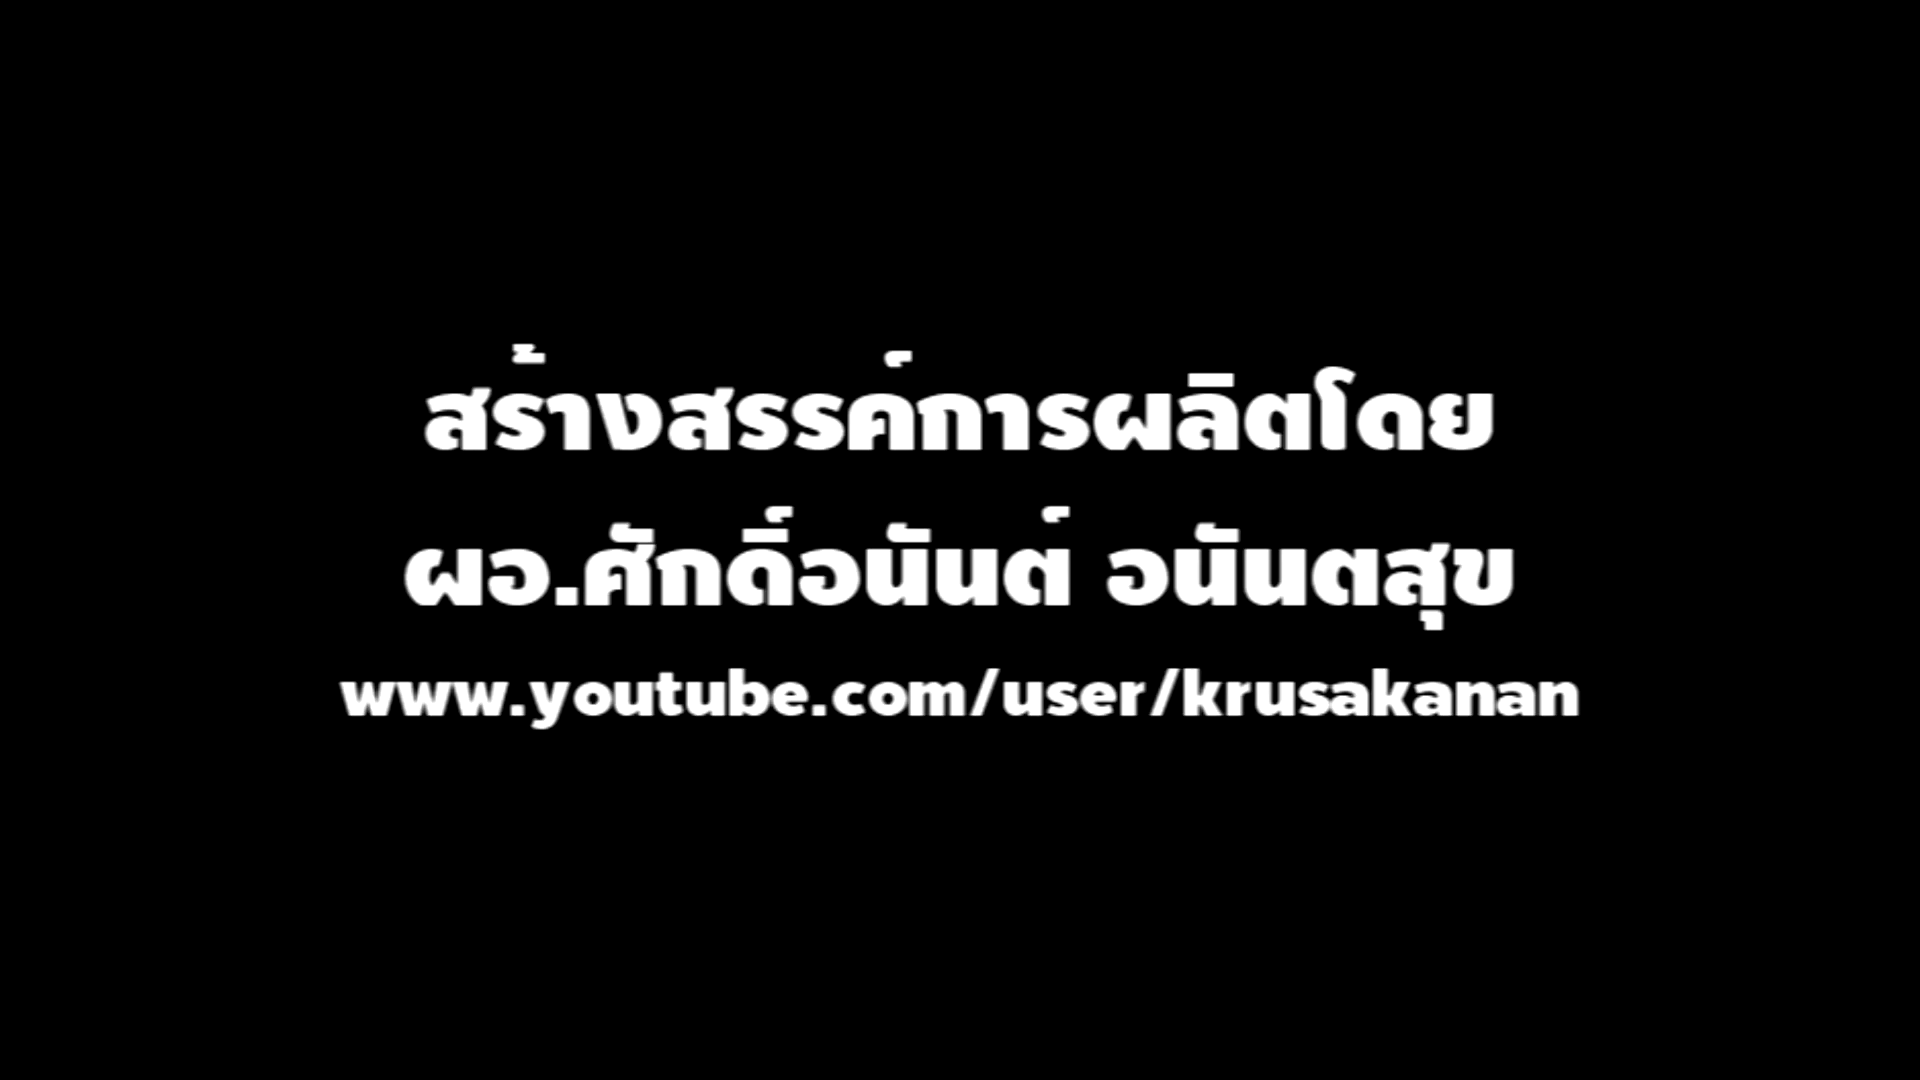 สร้างสรรค์การผลิตโดย
ผอ.ศักดิ์อนันต์ อนันตสุข
www.youtube.com/user/krusakanan